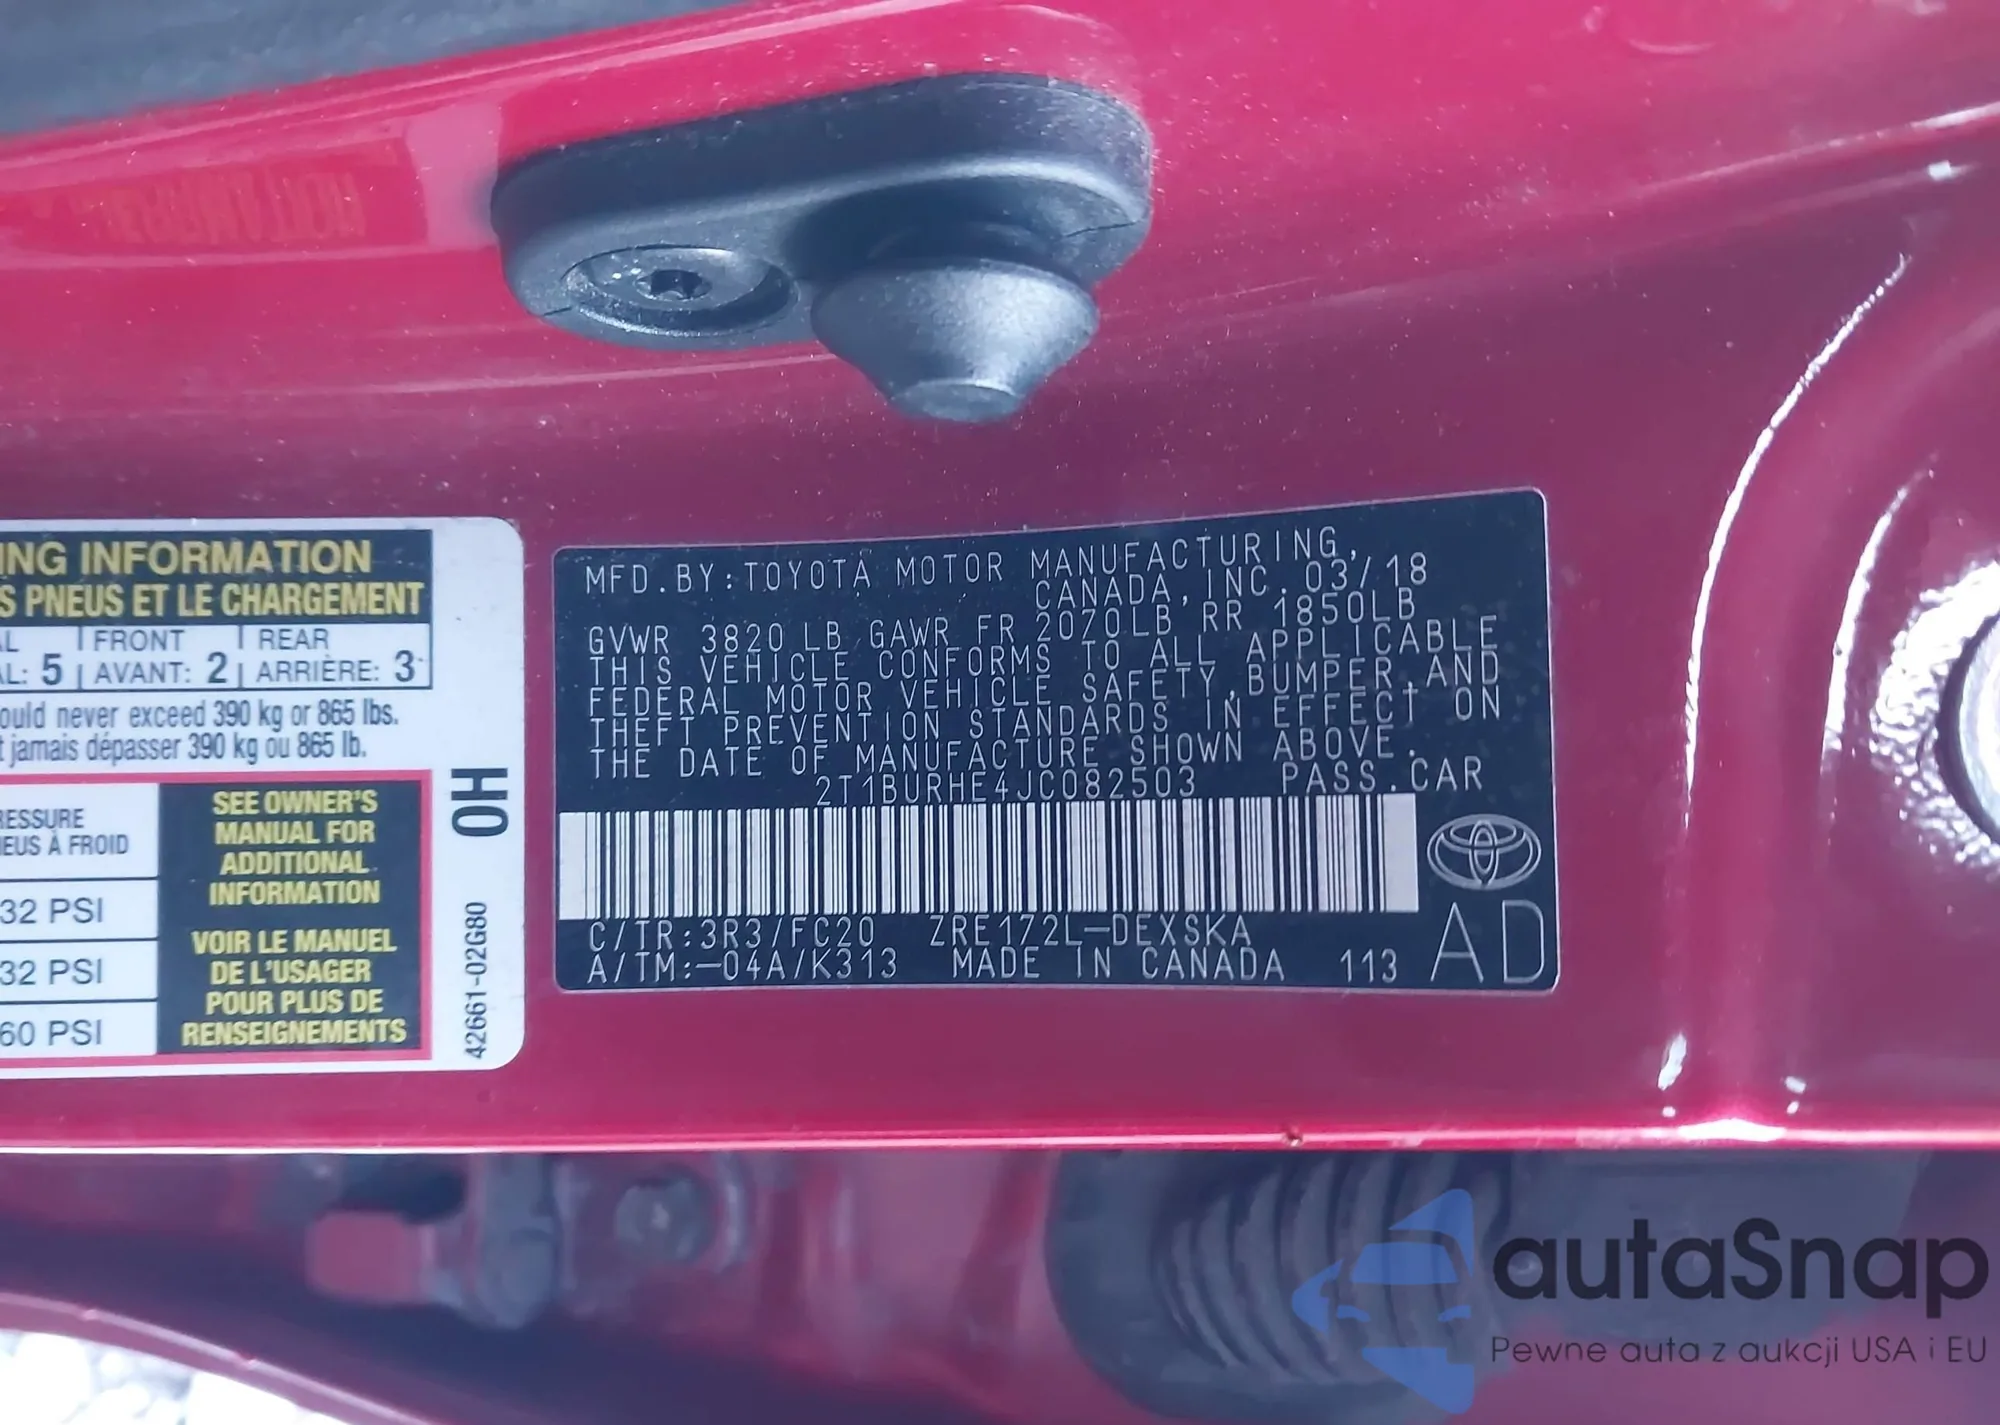 NG INFORMATION
S PNEUS ET LE CHARGEMENT
AL FRONT REAR
AL: 5 AVANT: 2 ARRIÈRE: 3
ould never exceed 390 kg or 865 lbs.
t jamais dépasser 390 kg ou 865 lb.
RESSURE
NEUS À FROID
32 PSI
32 PSI
60 PSI
SEE OWNER'S
MANUAL FOR
ADDITIONAL
INFORMATION
VOIR LE MANUEL
DE L'USAGER
POUR PLUS DE
RENSEIGNEMENTS
0H
42661-02G80
MFD.BY:TOYOTA MOTOR MANUFACTURING,
CANADA,INC.03/18
GVWR 3820 LB GAWR FR 2070LB RR 1850LB
THIS VEHICLE CONFORMS TO ALL APPLICABLE
FEDERAL MOTOR VEHICLE SAFETY,BUMPER,AND
THEFT PREVENTION STANDARDS IN EFFECT ON
THE DATE OF MANUFACTURE SHOWN ABOVE.
2T1BURHE4JC082503 PASS.CAR
C/TR:3R3/FC20 ZRE172L-DEXSKA
A/TM:-04A/K313 MADE IN CANADA 113
AD
autaSnap
Pewne auta z aukcji USA i EU